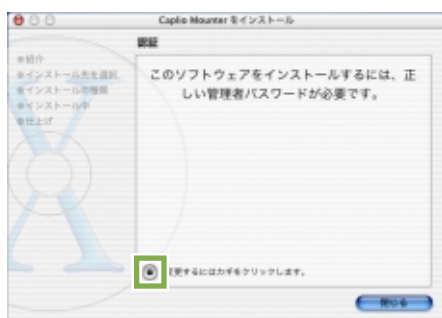 Caplio Mounter をインストール
認証
紹介
インストール先を選択
インストールの種類
インストール中
仕上げ
このソフトウェアをインストールするには、正
しい管理者パスワードが必要です。
変更するにはカギをクリックします。
閉じる